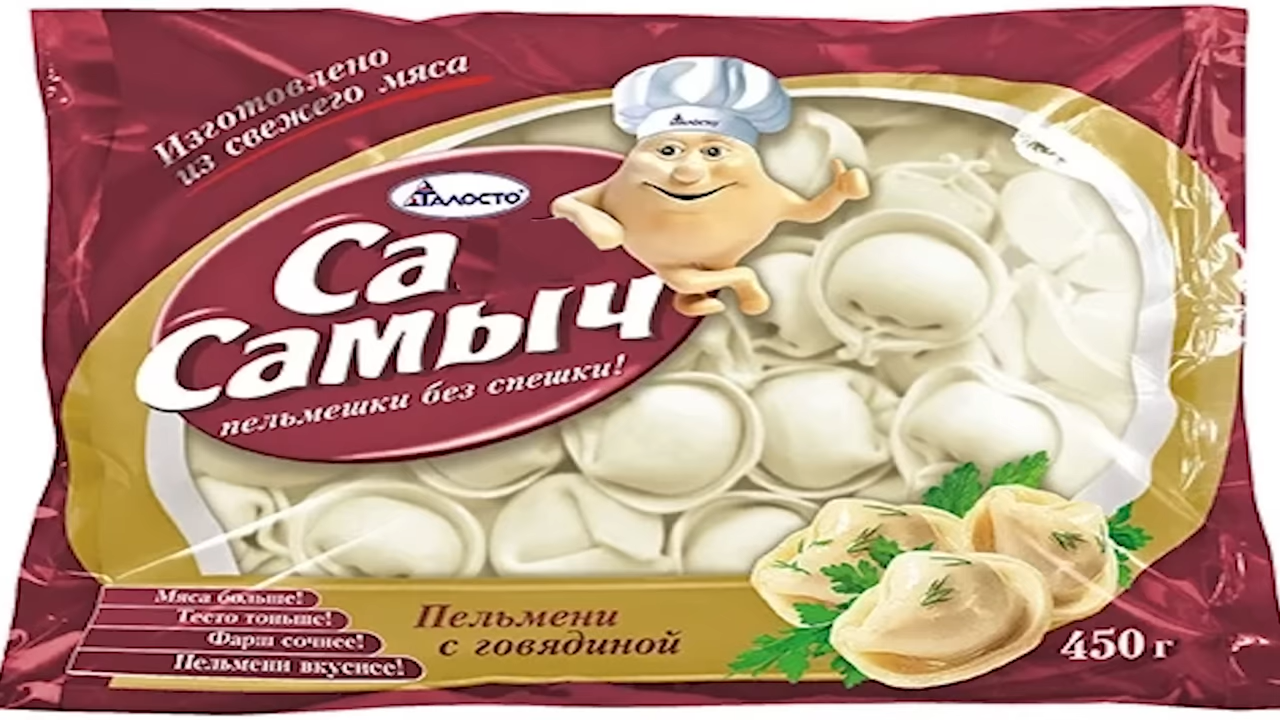 Изготовлено
из свежего мяса
ТАЛОСТО
ТАЛОСТО
Са
Самыч
пельмешки без спешки!
Мяса больше!
Тесто тоньше!
Фарш сочнее!
Пельмени вкуснее!
Пельмени
с говядиной
450 г